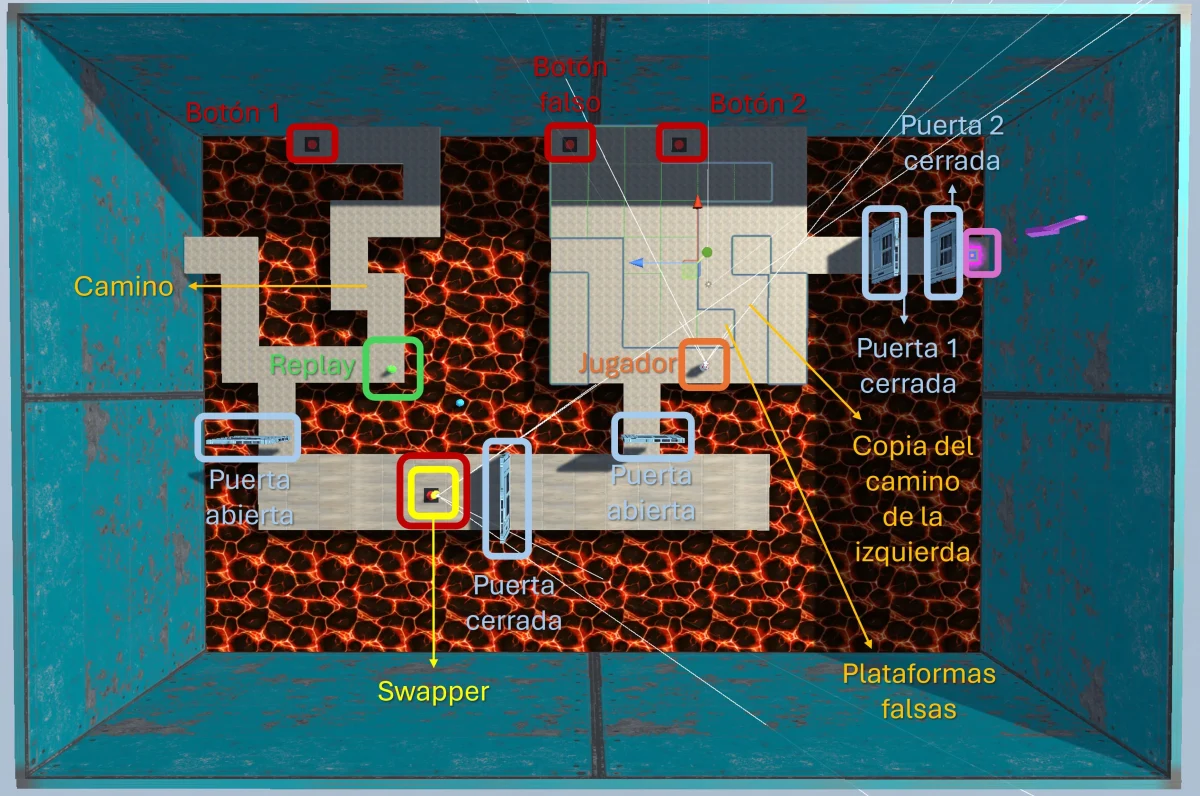 Botón
falso
Botón 1
Botón 2
Puerta 2
cerrada
Camino
Replay
Jugador
Puerta 1
cerrada
Copia del
camino
de la
izquierda
Puerta
abierta
Puerta
abierta
Puerta
cerrada
Swapper
Plataformas
falsas